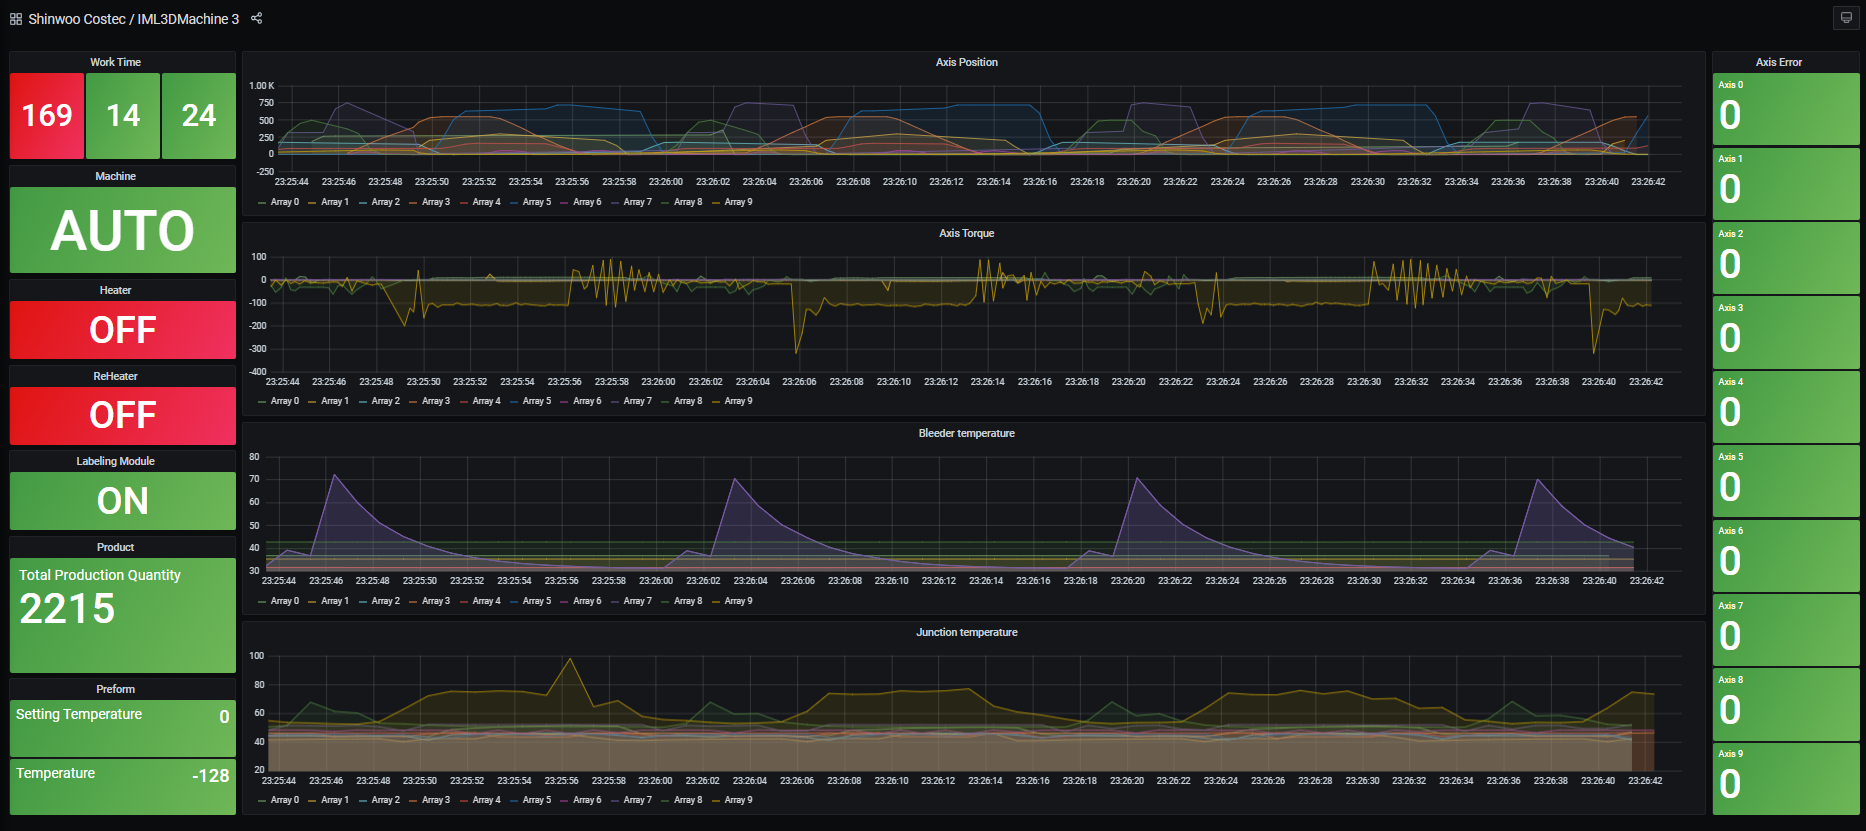 Shinwoo Costec / IML3DMachine 3
Work Time
169 14 24
Machine
AUTO
Heater
OFF
ReHeater
OFF
Labeling Module
ON
Product
Total Production Quantity
2215
Preform
Setting Temperature 0
Temperature -128
Axis Position
1.00 K
750
500
250
0
-250
23:25:44 23:25:46 23:25:48 23:25:50 23:25:52 23:25:54 23:25:56 23:25:58 23:26:00 23:26:02 23:26:04 23:26:06 23:26:08 23:26:10 23:26:12 23:26:14 23:26:16 23:26:18 23:26:20 23:26:22 23:26:24 23:26:26 23:26:28 23:26:30 23:26:32 23:26:34 23:26:36 23:26:38 23:26:40 23:26:42
Array 0 Array 1 Array 2 Array 3 Array 4 Array 5 Array 6 Array 7 Array 8 Array 9
Axis Torque
100
0
-100
-200
-300
-400
23:25:44 23:25:46 23:25:48 23:25:50 23:25:52 23:25:54 23:25:56 23:25:58 23:26:00 23:26:02 23:26:04 23:26:06 23:26:08 23:26:10 23:26:12 23:26:14 23:26:16 23:26:18 23:26:20 23:26:22 23:26:24 23:26:26 23:26:28 23:26:30 23:26:32 23:26:34 23:26:36 23:26:38 23:26:40 23:26:42
Array 0 Array 1 Array 2 Array 3 Array 4 Array 5 Array 6 Array 7 Array 8 Array 9
Bleeder temperature
80
70
60
50
40
30
23:25:44 23:25:46 23:25:48 23:25:50 23:25:52 23:25:54 23:25:56 23:25:58 23:26:00 23:26:02 23:26:04 23:26:06 23:26:08 23:26:10 23:26:12 23:26:14 23:26:16 23:26:18 23:26:20 23:26:22 23:26:24 23:26:26 23:26:28 23:26:30 23:26:32 23:26:34 23:26:36 23:26:38 23:26:40 23:26:42
Array 0 Array 1 Array 2 Array 3 Array 4 Array 5 Array 6 Array 7 Array 8 Array 9
Junction temperature
100
80
60
40
20
23:25:44 23:25:46 23:25:48 23:25:50 23:25:52 23:25:54 23:25:56 23:25:58 23:26:00 23:26:02 23:26:04 23:26:06 23:26:08 23:26:10 23:26:12 23:26:14 23:26:16 23:26:18 23:26:20 23:26:22 23:26:24 23:26:26 23:26:28 23:26:30 23:26:32 23:26:34 23:26:36 23:26:38 23:26:40 23:26:42
Array 0 Array 1 Array 2 Array 3 Array 4 Array 5 Array 6 Array 7 Array 8 Array 9
Axis Error
Axis 0
0
Axis 1
0
Axis 2
0
Axis 3
0
Axis 4
0
Axis 5
0
Axis 6
0
Axis 7
0
Axis 8
0
Axis 9
0